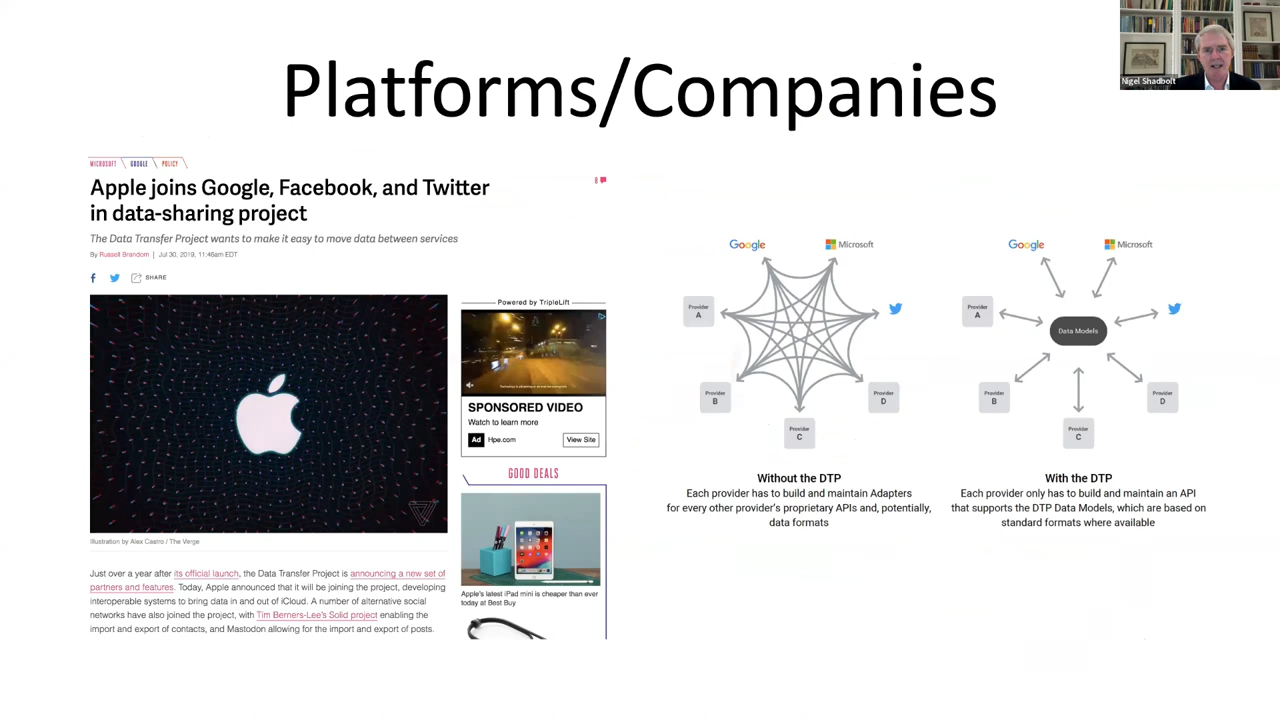 Platforms/Companies
Nigel Shadbolt
MICROSOFT GOOGLE POLICY
Apple joins Google, Facebook, and Twitter
in data-sharing project
The Data Transfer Project wants to make it easy to move data between services
By Russell Brandom | Jul 30, 2019, 11:46am EDT
SHARE
Illustration by Alex Castro / The Verge
Just over a year after its official launch, the Data Transfer Project is announcing a new set of
partners and features. Today, Apple announced that it will be joining the project, developing
interoperable systems to bring data in and out of iCloud. A number of alternative social
networks have also joined the project, with Tim Berners-Lee's Solid project enabling the
import and export of contacts, and Mastodon allowing for the import and export of posts.
Powered by TripleLift
SPONSORED VIDEO
Watch to learn more
Ad Hpe.com View Site
GOOD DEALS
Apple's latest iPad mini is cheaper than ever
today at Best Buy
Google Microsoft
Provider
A
Provider
B
Provider
C
Provider
D
Without the DTP
Each provider has to build and maintain Adapters
for every other provider's proprietary APIs and, potentially,
data formats
Google Microsoft
Provider
A
Data Models
Provider
B
Provider
C
Provider
D
With the DTP
Each provider only has to build and maintain an API
that supports the DTP Data Models, which are based on
standard formats where available